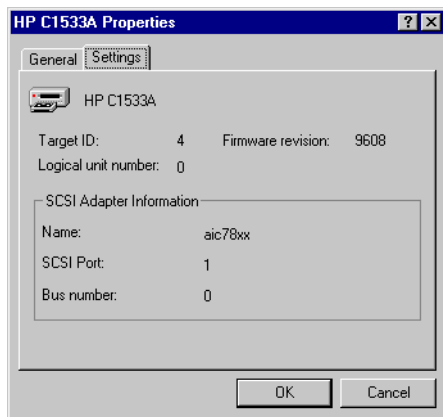 HP C1533A Properties
General Settings
HP C1533A
Target ID: 4 Firmware revision: 9608
Logical unit number: 0
SCSI Adapter Information
Name: aic78xx
SCSI Port: 1
Bus number: 0
OK Cancel